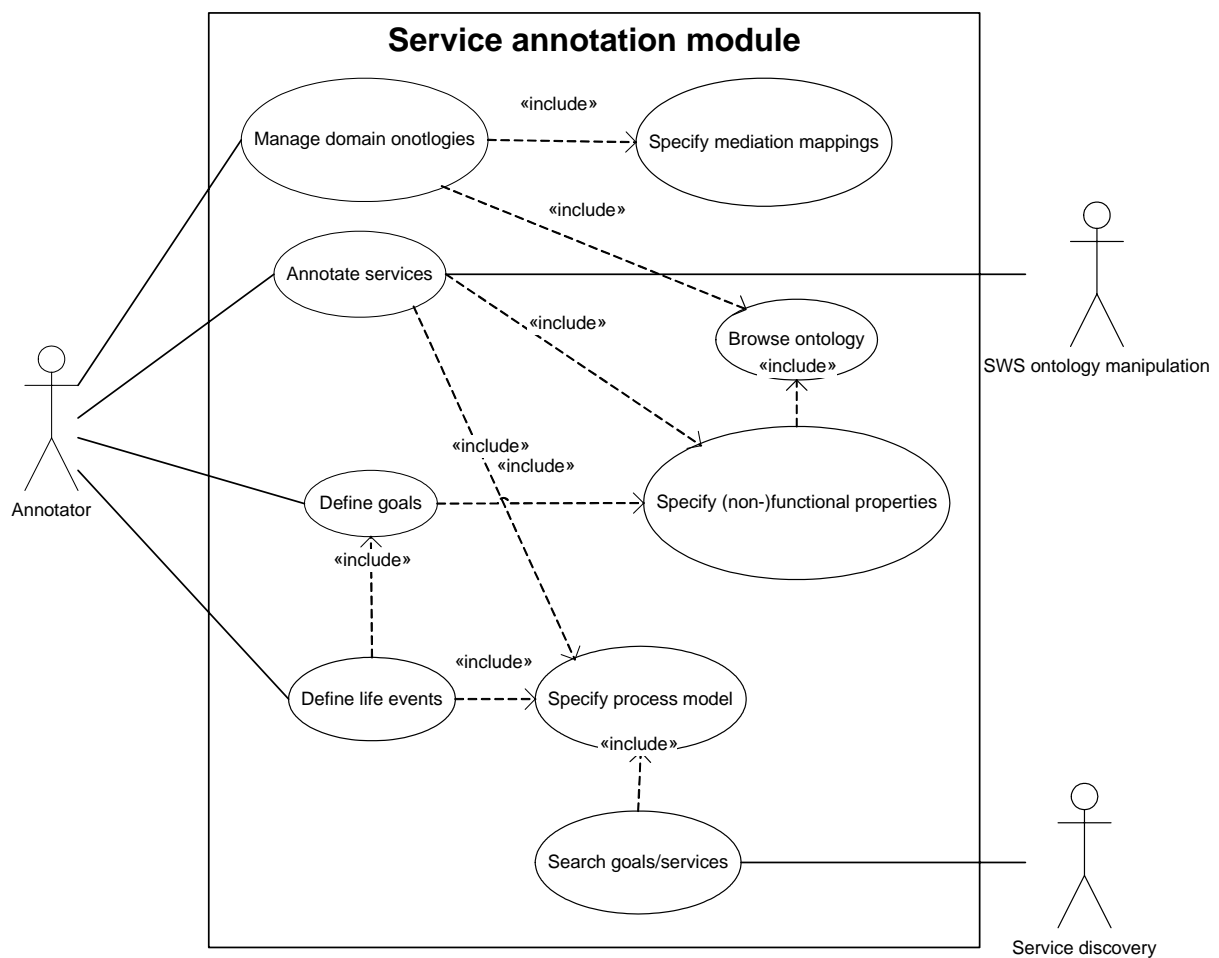 Service annotation module
«include»
Manage domain onotlogies
Specify mediation mappings
«include»
Annotate services
«include»
Browse ontology
«include»
SWS ontology manipulation
«include»
«include»
Define goals
Specify (non-)functional properties
Annotator
«include»
«include»
Define life events
Specify process model
«include»
Search goals/services
Service discovery